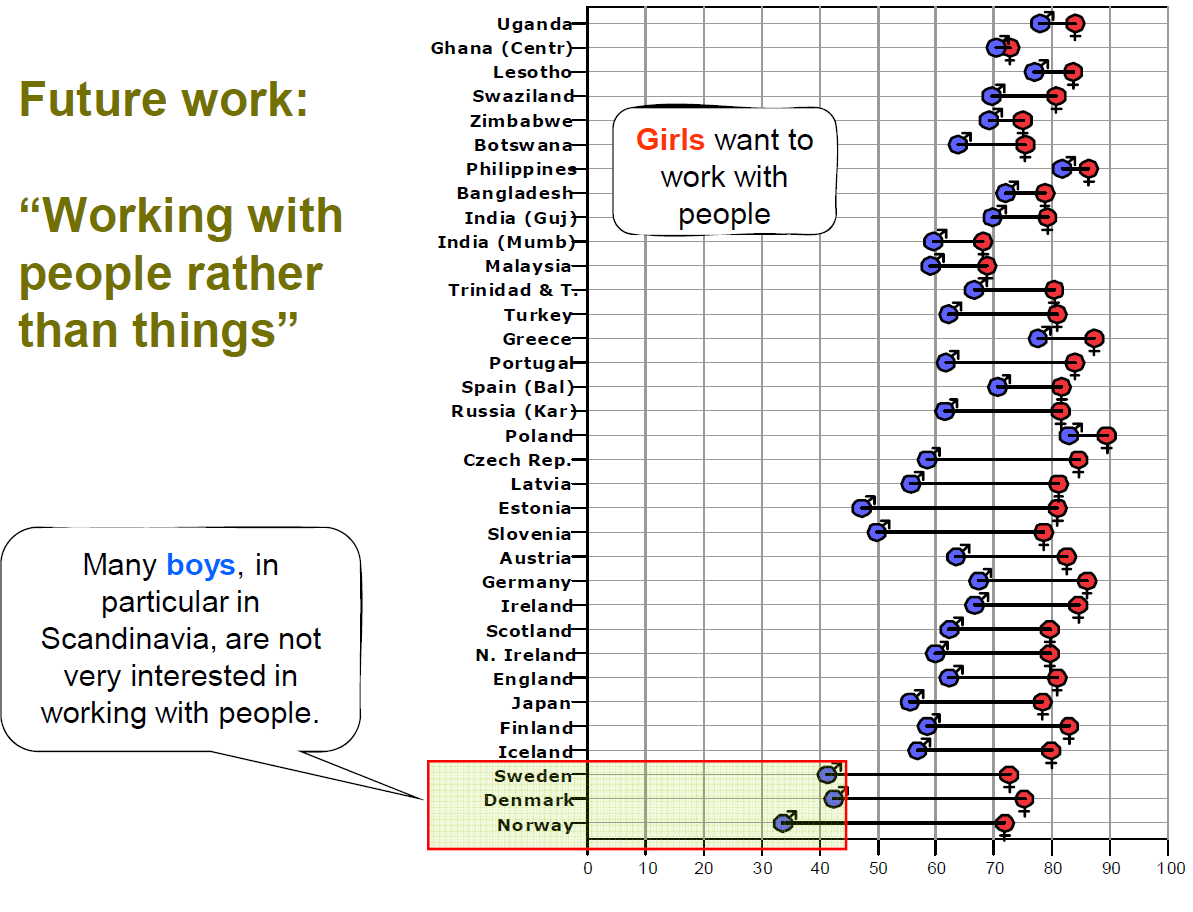 Future work:
“Working with
people rather
than things”
Girls want to
work with
people
Many boys, in
particular in
Scandinavia, are not
very interested in
working with people.
Uganda
Ghana (Centr)
Lesotho
Swaziland
Zimbabwe
Botswana
Philippines
Bangladesh
India (Guj)
India (Mumb)
Malaysia
Trinidad & T.
Turkey
Greece
Portugal
Spain (Bal)
Russia (Kar)
Poland
Czech Rep.
Latvia
Estonia
Slovenia
Austria
Germany
Ireland
Scotland
N. Ireland
England
Japan
Finland
Iceland
Sweden
Denmark
Norway
0 10 20 30 40 50 60 70 80 90 100